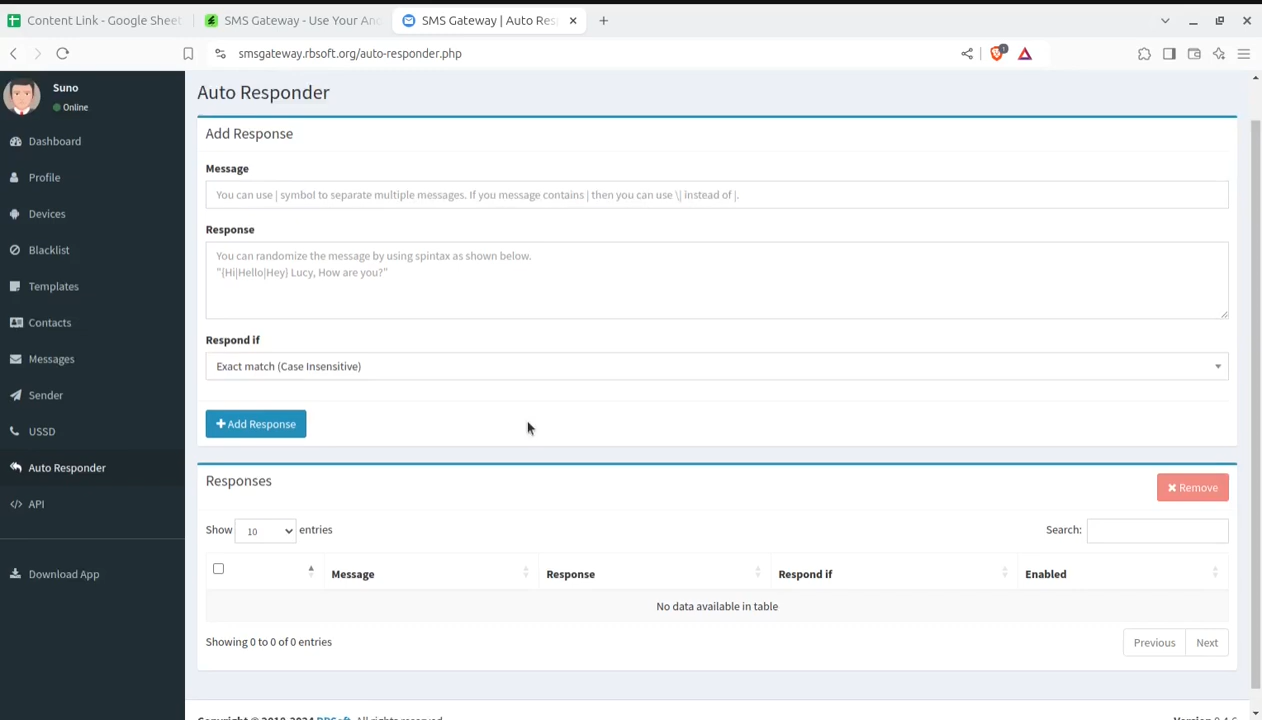 Content Link - Google Sheet
SMS Gateway - Use Your An
SMS Gateway | Auto Res
smsgateway.rbsoft.org/auto-responder.php
1
Suno
Online
Dashboard
Profile
Devices
Blacklist
Templates
Contacts
Messages
Sender
USSD
Auto Responder
API
Download App
Auto Responder
Add Response
Message
You can use | symbol to separate multiple messages. If you message contains | then you can use \| instead of |.
Response
You can randomize the message by using spintax as shown below.
"{Hi|Hello|Hey} Lucy, How are you?"
Respond if
Exact match (Case Insensitive)
Add Response
Responses
Remove
Show 10 entries
Search:
Message Response Respond if Enabled
No data available in table
Showing 0 to 0 of 0 entries
Previous Next
Copyright © 2018-2024 RBSoft. All rights reserved.